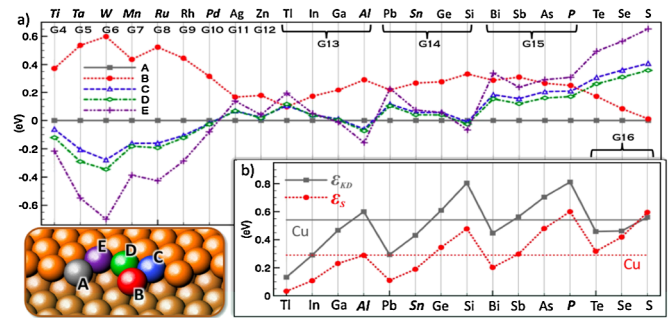 Ti Ta W Mn Ru Rh Pd Ag Zn Tl In Ga Al Pb Sn Ge Si Bi Sb As P Te Se S
a) G4 G5 G6 G7 G8 G9 G10 G11 G12 G13 G14 G15
0.6
0.4
0.2
0
-0.2
-0.4
-0.6
(eV)
A
B
C
D
E
G16
b)
0.8
0.6
0.4
0.2
0
(eV)
ε_KD
ε_S
Cu
Cu
Tl In Ga Al Pb Sn Ge Si Bi Sb As P Te Se S
A E D C B